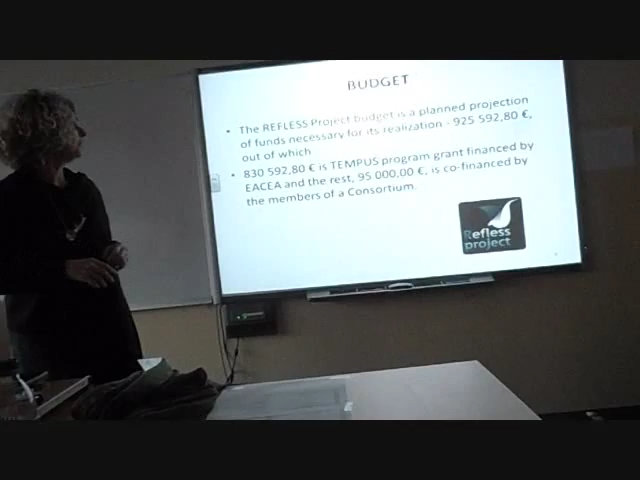 BUDGET
• The REFLESS Project budget is a planned projection
of funds necessary for its realization - 925 592,80 €,
out of which
• 830 592,80 € is TEMPUS program grant financed by
EACEA and the rest, 95 000,00 €, is co-financed by
the members of a Consortium.
Refless
project